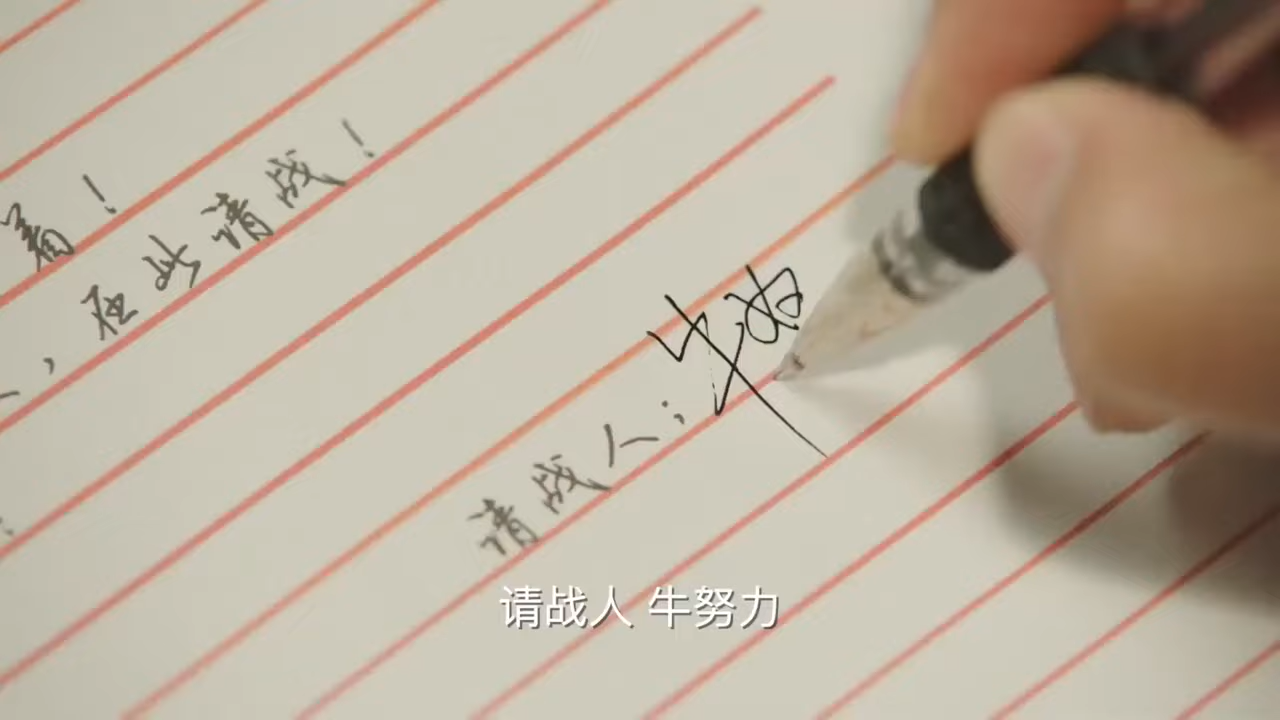 着！
，在此请战！
请战人：牛
请战人 牛努力